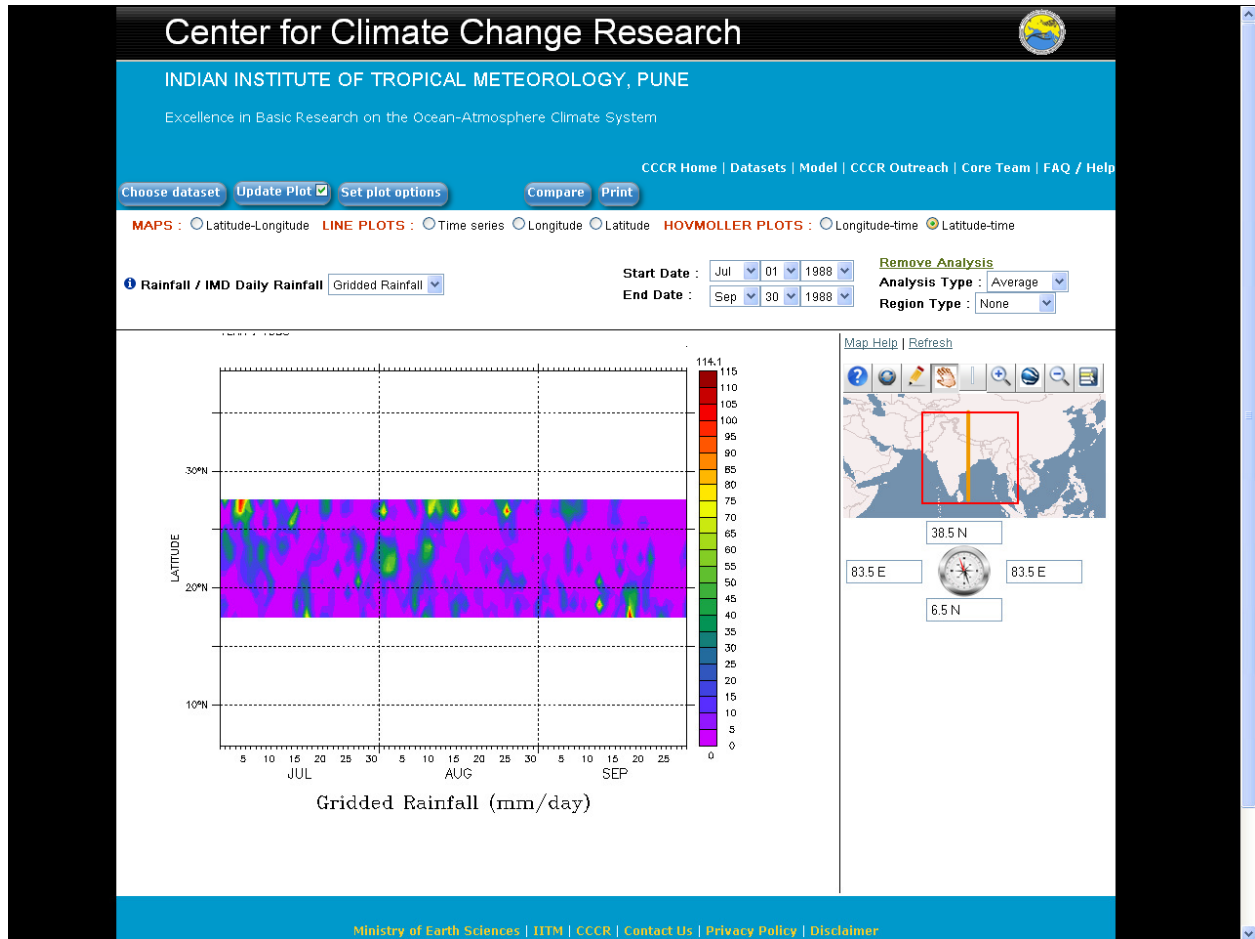 Center for Climate Change Research
INDIAN INSTITUTE OF TROPICAL METEOROLOGY, PUNE
Excellence in Basic Research on the Ocean-Atmosphere Climate System
CCCR Home | Datasets | Model | CCCR Outreach | Core Team | FAQ / Help
Choose dataset Update Plot Set plot options Compare Print
MAPS : Latitude-Longitude LINE PLOTS : Time series Longitude Latitude HOVMOLLER PLOTS : Longitude-time Latitude-time
Rainfall / IMD Daily Rainfall Gridded Rainfall
Start Date : Jul 01 1988
End Date : Sep 30 1988
Remove Analysis
Analysis Type : Average
Region Type : None
Map Help | Refresh
114.1
115
110
105
100
95
90
85
80
75
70
65
60
55
50
45
40
35
30
25
20
15
10
5
0
0
30°N
20°N
10°N
LATITUDE
5 10 15 20 25 30 5 10 15 20 25 30 5 10 15 20 25
JUL AUG SEP
Gridded Rainfall (mm/day)
38.5 N
83.5 E 83.5 E
6.5 N
Ministry of Earth Sciences | IITM | CCCR | Contact Us | Privacy Policy | Disclaimer